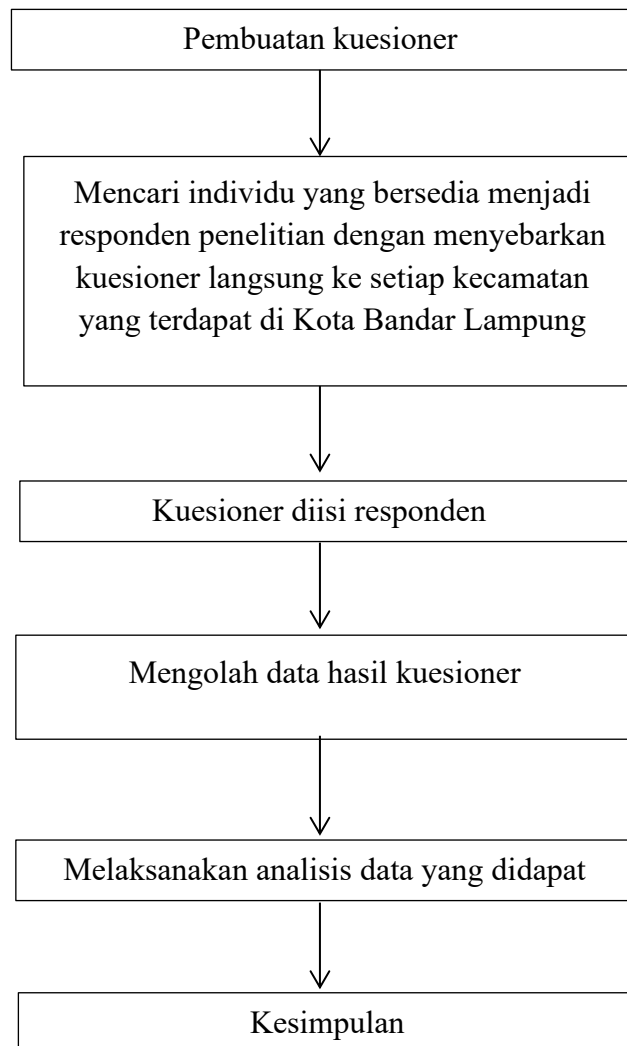 Pembuatan kuesioner
Mencari individu yang bersedia menjadi
responden penelitian dengan menyebarkan
kuesioner langsung ke setiap kecamatan
yang terdapat di Kota Bandar Lampung
Kuesioner diisi responden
Mengolah data hasil kuesioner
Melaksanakan analisis data yang didapat
Kesimpulan